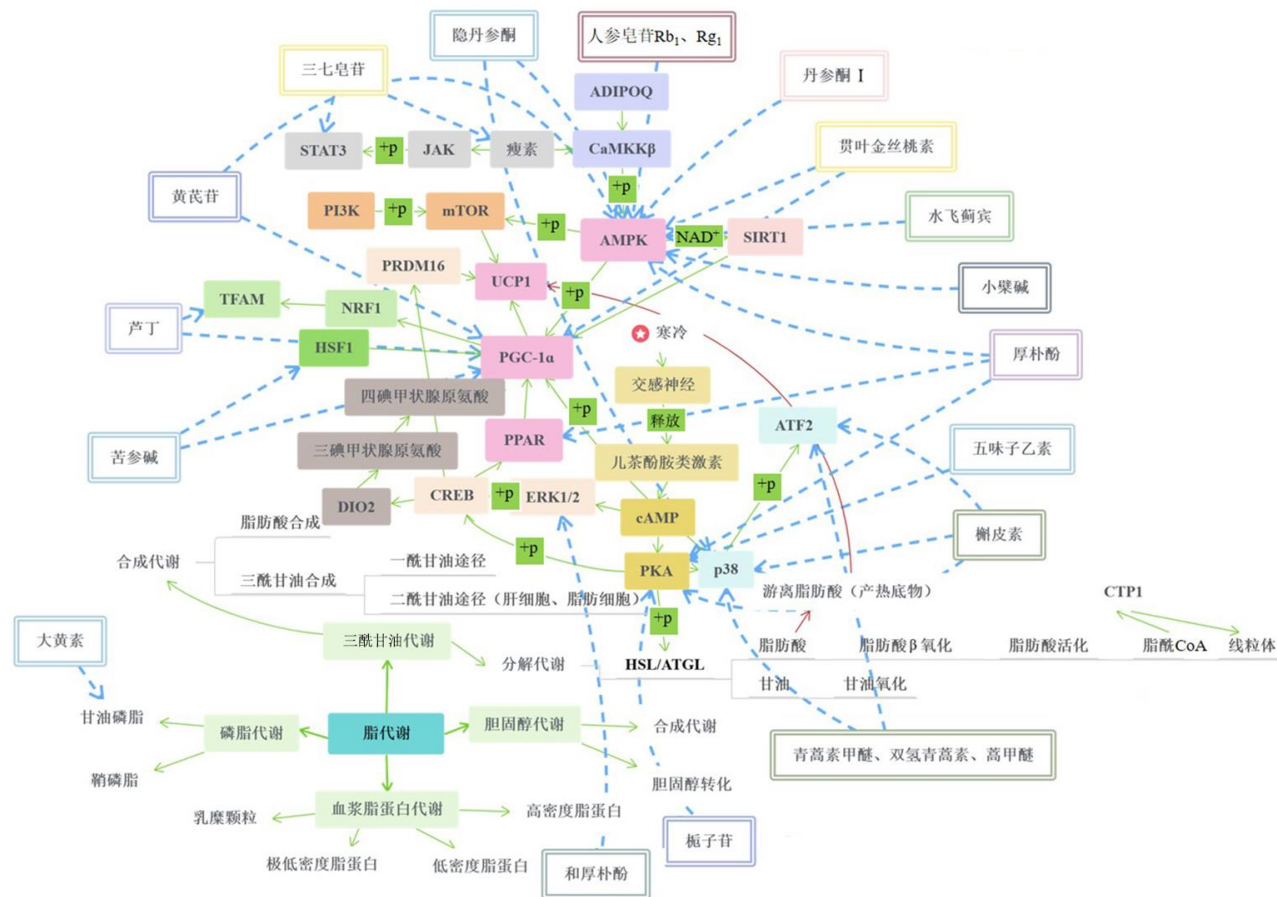 隐丹参酮
人参皂苷Rb₁、Rg₁
三七皂苷
丹参酮Ⅰ
ADIPOQ
贯叶金丝桃素
STAT3
+p
JAK
瘦素
CaMKKβ
+p
黄芪苷
水飞蓟宾
PI3K
+p
mTOR
+p
AMPK
NAD⁺
SIRT1
PRDM16
UCP1
小檗碱
TFAM
NRF1
+p
芦丁
寒冷
HSF1
PGC-1α
厚朴酚
交感神经
四碘甲状腺原氨酸
+p
释放
ATF2
PPAR
三碘甲状腺原氨酸
儿茶酚胺类激素
五味子乙素
苦参碱
+p
CREB
+p
ERK1/2
DIO2
cAMP
脂肪酸合成
槲皮素
+p
合成代谢
一酰甘油途径
PKA
p38
三酰甘油合成
游离脂肪酸（产热底物）
CTP1
二酰甘油途径（肝细胞、脂肪细胞）
+p
大黄素
三酰甘油代谢
脂肪酸
脂肪酸β氧化
脂肪酸活化
脂酰CoA
线粒体
分解代谢
HSL/ATGL
甘油
甘油氧化
甘油磷脂
磷脂代谢
脂代谢
胆固醇代谢
合成代谢
青蒿素甲醚、双氢青蒿素、蒿甲醚
鞘磷脂
胆固醇转化
血浆脂蛋白代谢
高密度脂蛋白
乳糜颗粒
栀子苷
极低密度脂蛋白
低密度脂蛋白
和厚朴酚